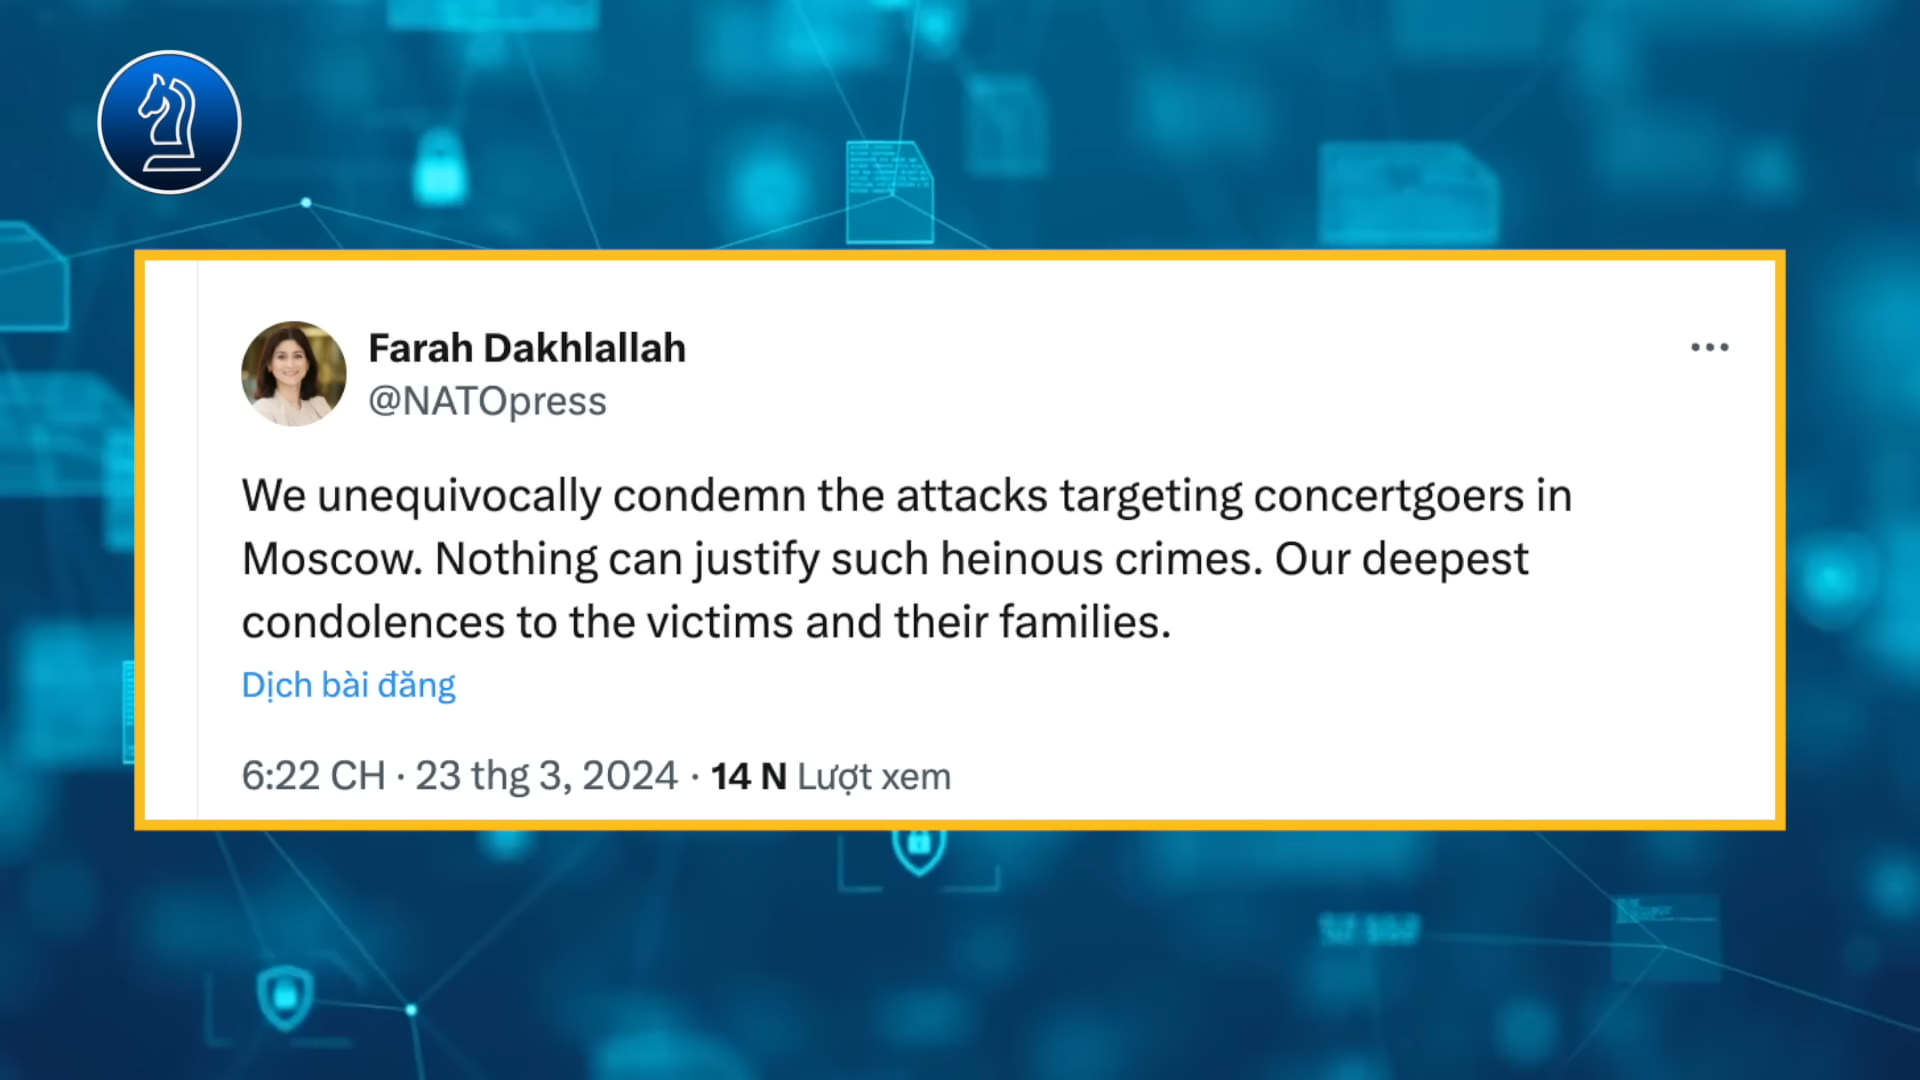 Farah Dakhlallah
@NATOpress
We unequivocally condemn the attacks targeting concertgoers in
Moscow. Nothing can justify such heinous crimes. Our deepest
condolences to the victims and their families.
Dịch bài đăng
6:22 CH · 23 thg 3, 2024 · 14 N Lượt xem